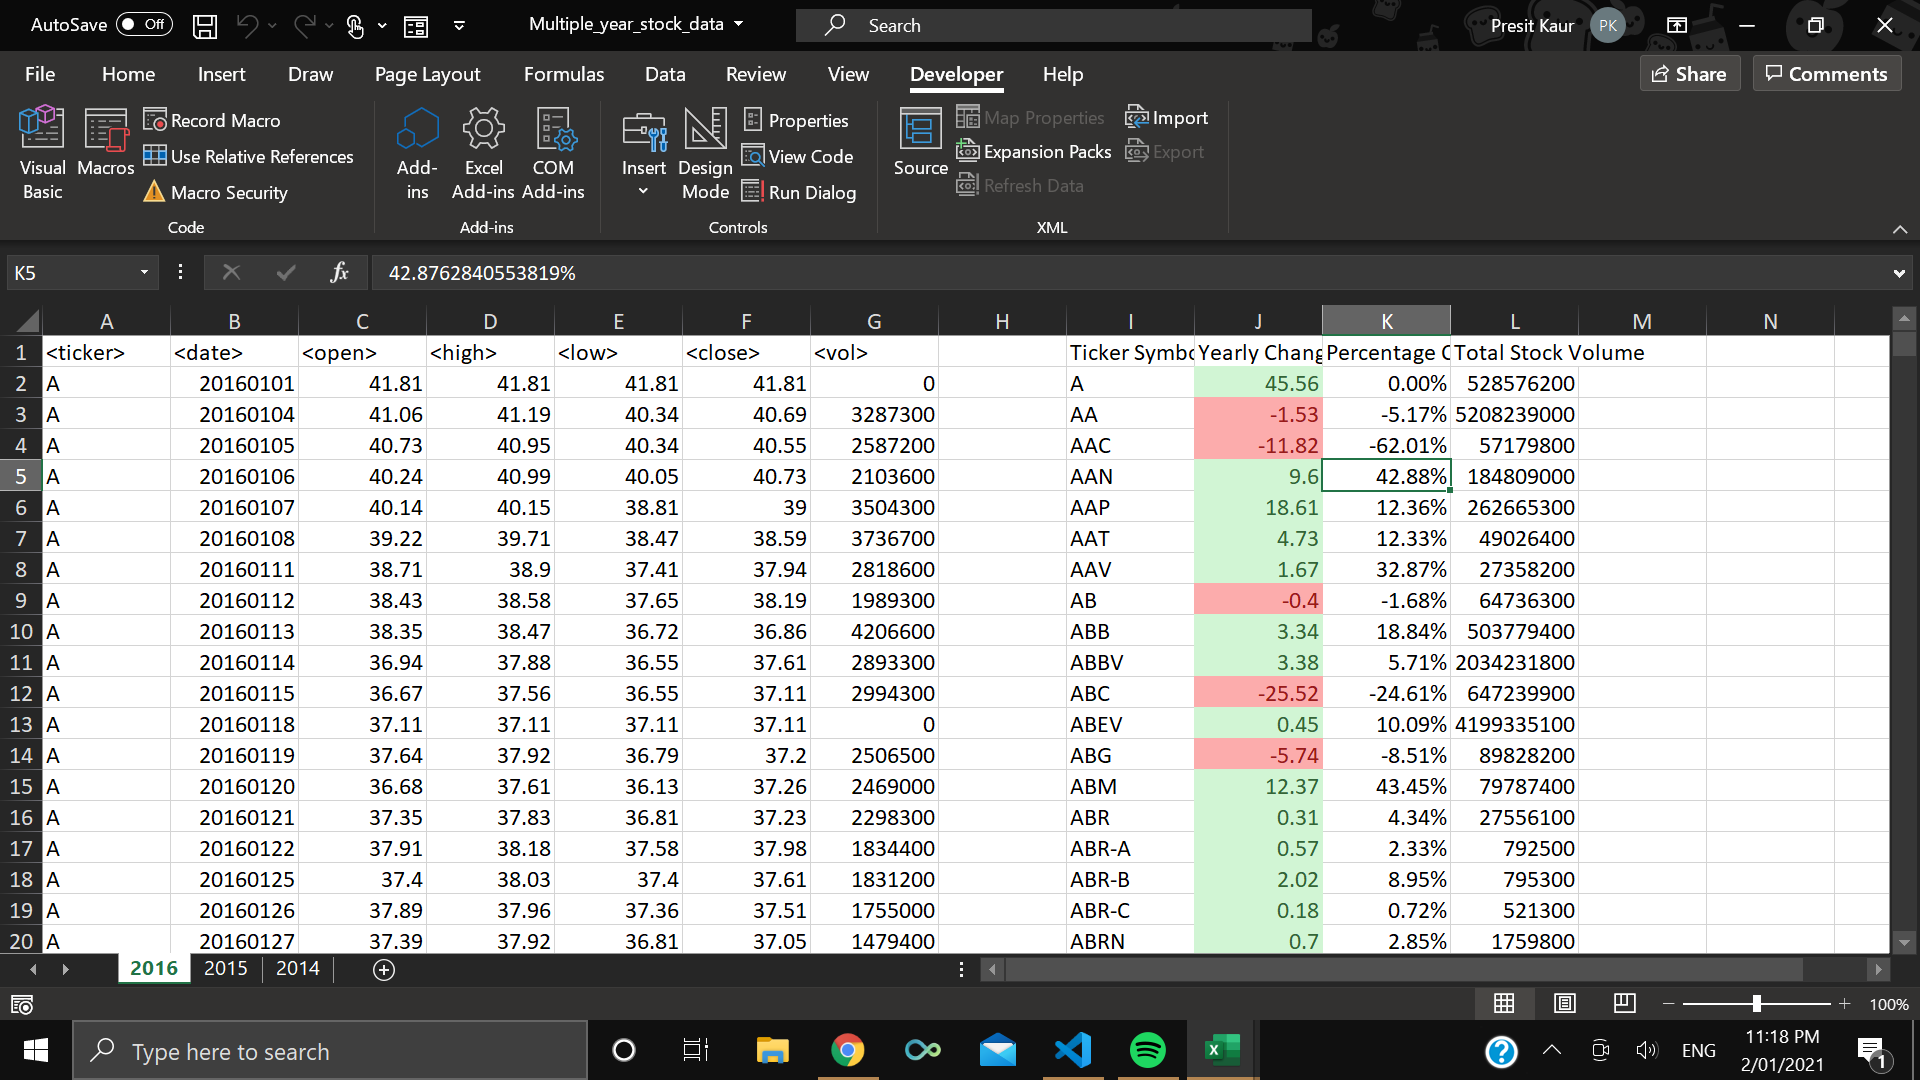 AutoSave Off Multiple_year_stock_data Search Presit Kaur PK
File Home Insert Draw Page Layout Formulas Data Review View Developer Help Share Comments
Visual Basic
Macros
Record Macro
Use Relative References
Macro Security
Code
Add-ins
Excel Add-ins
COM Add-ins
Add-ins
Insert
Design Mode
Properties
View Code
Run Dialog
Controls
Source
Map Properties
Expansion Packs
Refresh Data
Import
Export
XML
K5 fx 42.8762840553819%
A B C D E F G H I J K L M N
1 <ticker> <date> <open> <high> <low> <close> <vol> Ticker Symbo Yearly Chang Percentage C Total Stock Volume
2 A 20160101 41.81 41.81 41.81 41.81 0 A 45.56 0.00% 528576200
3 A 20160104 41.06 41.19 40.34 40.69 3287300 AA -1.53 -5.17% 5208239000
4 A 20160105 40.73 40.95 40.34 40.55 2587200 AAC -11.82 -62.01% 57179800
5 A 20160106 40.24 40.99 40.05 40.73 2103600 AAN 9.6 42.88% 184809000
6 A 20160107 40.14 40.15 38.81 39 3504300 AAP 18.61 12.36% 262665300
7 A 20160108 39.22 39.71 38.47 38.59 3736700 AAT 4.73 12.33% 49026400
8 A 20160111 38.71 38.9 37.41 37.94 2818600 AAV 1.67 32.87% 27358200
9 A 20160112 38.43 38.58 37.65 38.19 1989300 AB -0.4 -1.68% 64736300
10 A 20160113 38.35 38.47 36.72 36.86 4206600 ABB 3.34 18.84% 503779400
11 A 20160114 36.94 37.88 36.55 37.61 2893300 ABBV 3.38 5.71% 2034231800
12 A 20160115 36.67 37.56 36.55 37.11 2994300 ABC -25.52 -24.61% 647239900
13 A 20160118 37.11 37.11 37.11 37.11 0 ABEV 0.45 10.09% 4199335100
14 A 20160119 37.64 37.92 36.79 37.2 2506500 ABG -5.74 -8.51% 89828200
15 A 20160120 36.68 37.61 36.13 37.26 2469000 ABM 12.37 43.45% 79787400
16 A 20160121 37.35 37.83 36.81 37.23 2298300 ABR 0.31 4.34% 27556100
17 A 20160122 37.91 38.18 37.58 37.98 1834400 ABR-A 0.57 2.33% 792500
18 A 20160125 37.4 38.03 37.4 37.61 1831200 ABR-B 2.02 8.95% 795300
19 A 20160126 37.89 37.96 37.36 37.51 1755000 ABR-C 0.18 0.72% 521300
20 A 20160127 37.39 37.92 36.81 37.05 1479400 ABRN 0.7 2.85% 1759800
2016 2015 2014
100%
Type here to search ENG 11:18 PM
2/01/2021 1